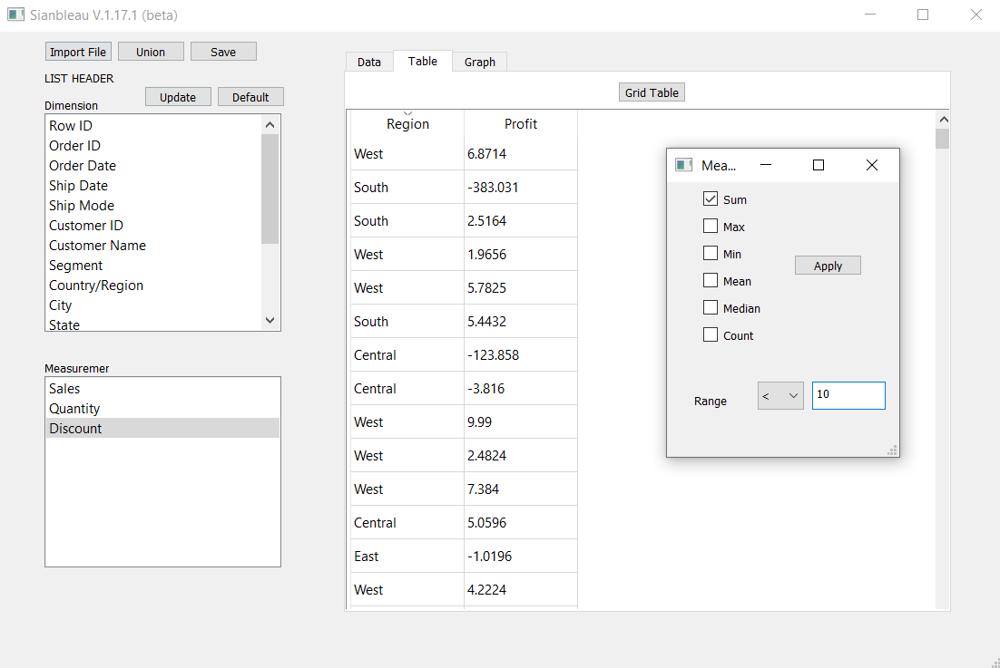 Sianbleau V.1.17.1 (beta)
Import File Union Save
LIST HEADER
Update Default
Dimension
Row ID
Order ID
Order Date
Ship Date
Ship Mode
Customer ID
Customer Name
Segment
Country/Region
City
State
Measuremer
Sales
Quantity
Discount
Data Table Graph
Grid Table
Region Profit
West 6.8714
South -383.031
South 2.5164
West 1.9656
West 5.7825
South 5.4432
Central -123.858
Central -3.816
West 9.99
West 2.4824
West 7.384
Central 5.0596
East -1.0196
West 4.2224
Mea...
Sum
Max
Min
Mean
Median
Count
Apply
Range < 10